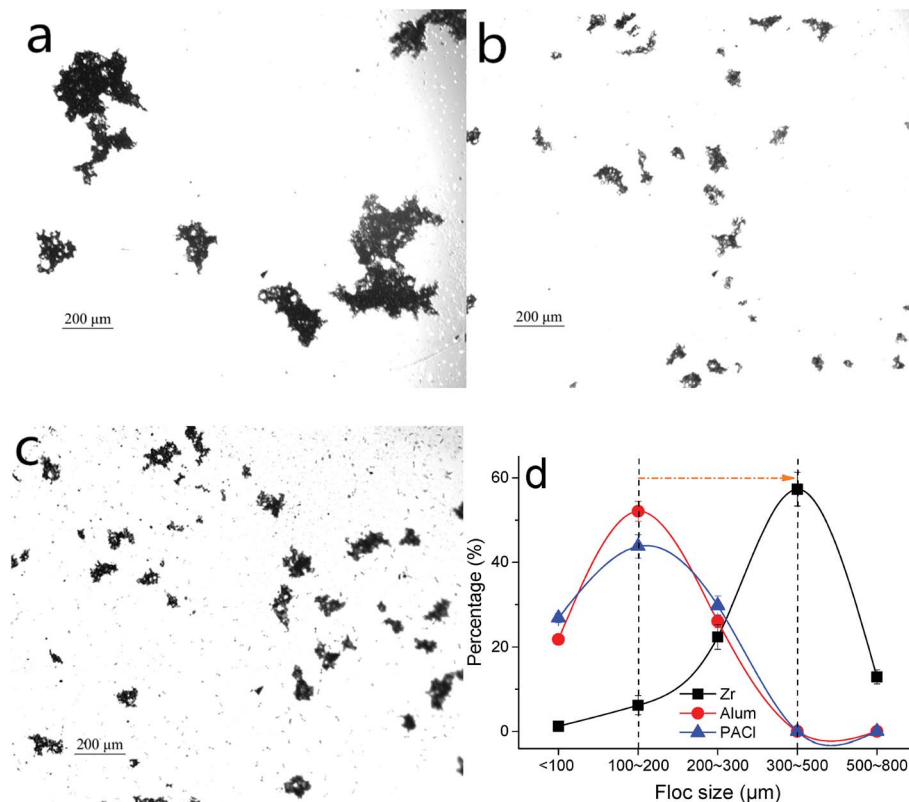 a
200 µm
b
200 µm
c
200 µm
d
60
40
20
0
Percentage (%)
Zr
Alum
PACl
<100
100~200
200~300
300~500
500~800
Floc size (µm)